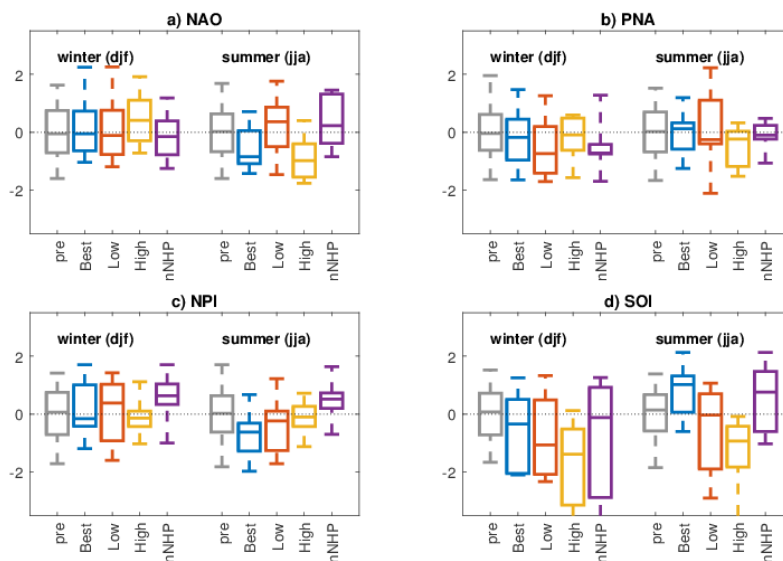 a) NAO
winter (djf) summer (jja)
2
0
-2
pre Best Low High nNHP pre Best Low High nNHP
b) PNA
winter (djf) summer (jja)
2
0
-2
pre Best Low High nNHP pre Best Low High nNHP
c) NPI
winter (djf) summer (jja)
2
0
-2
pre Best Low High nNHP pre Best Low High nNHP
d) SOI
winter (djf) summer (jja)
2
0
-2
pre Best Low High nNHP pre Best Low High nNHP